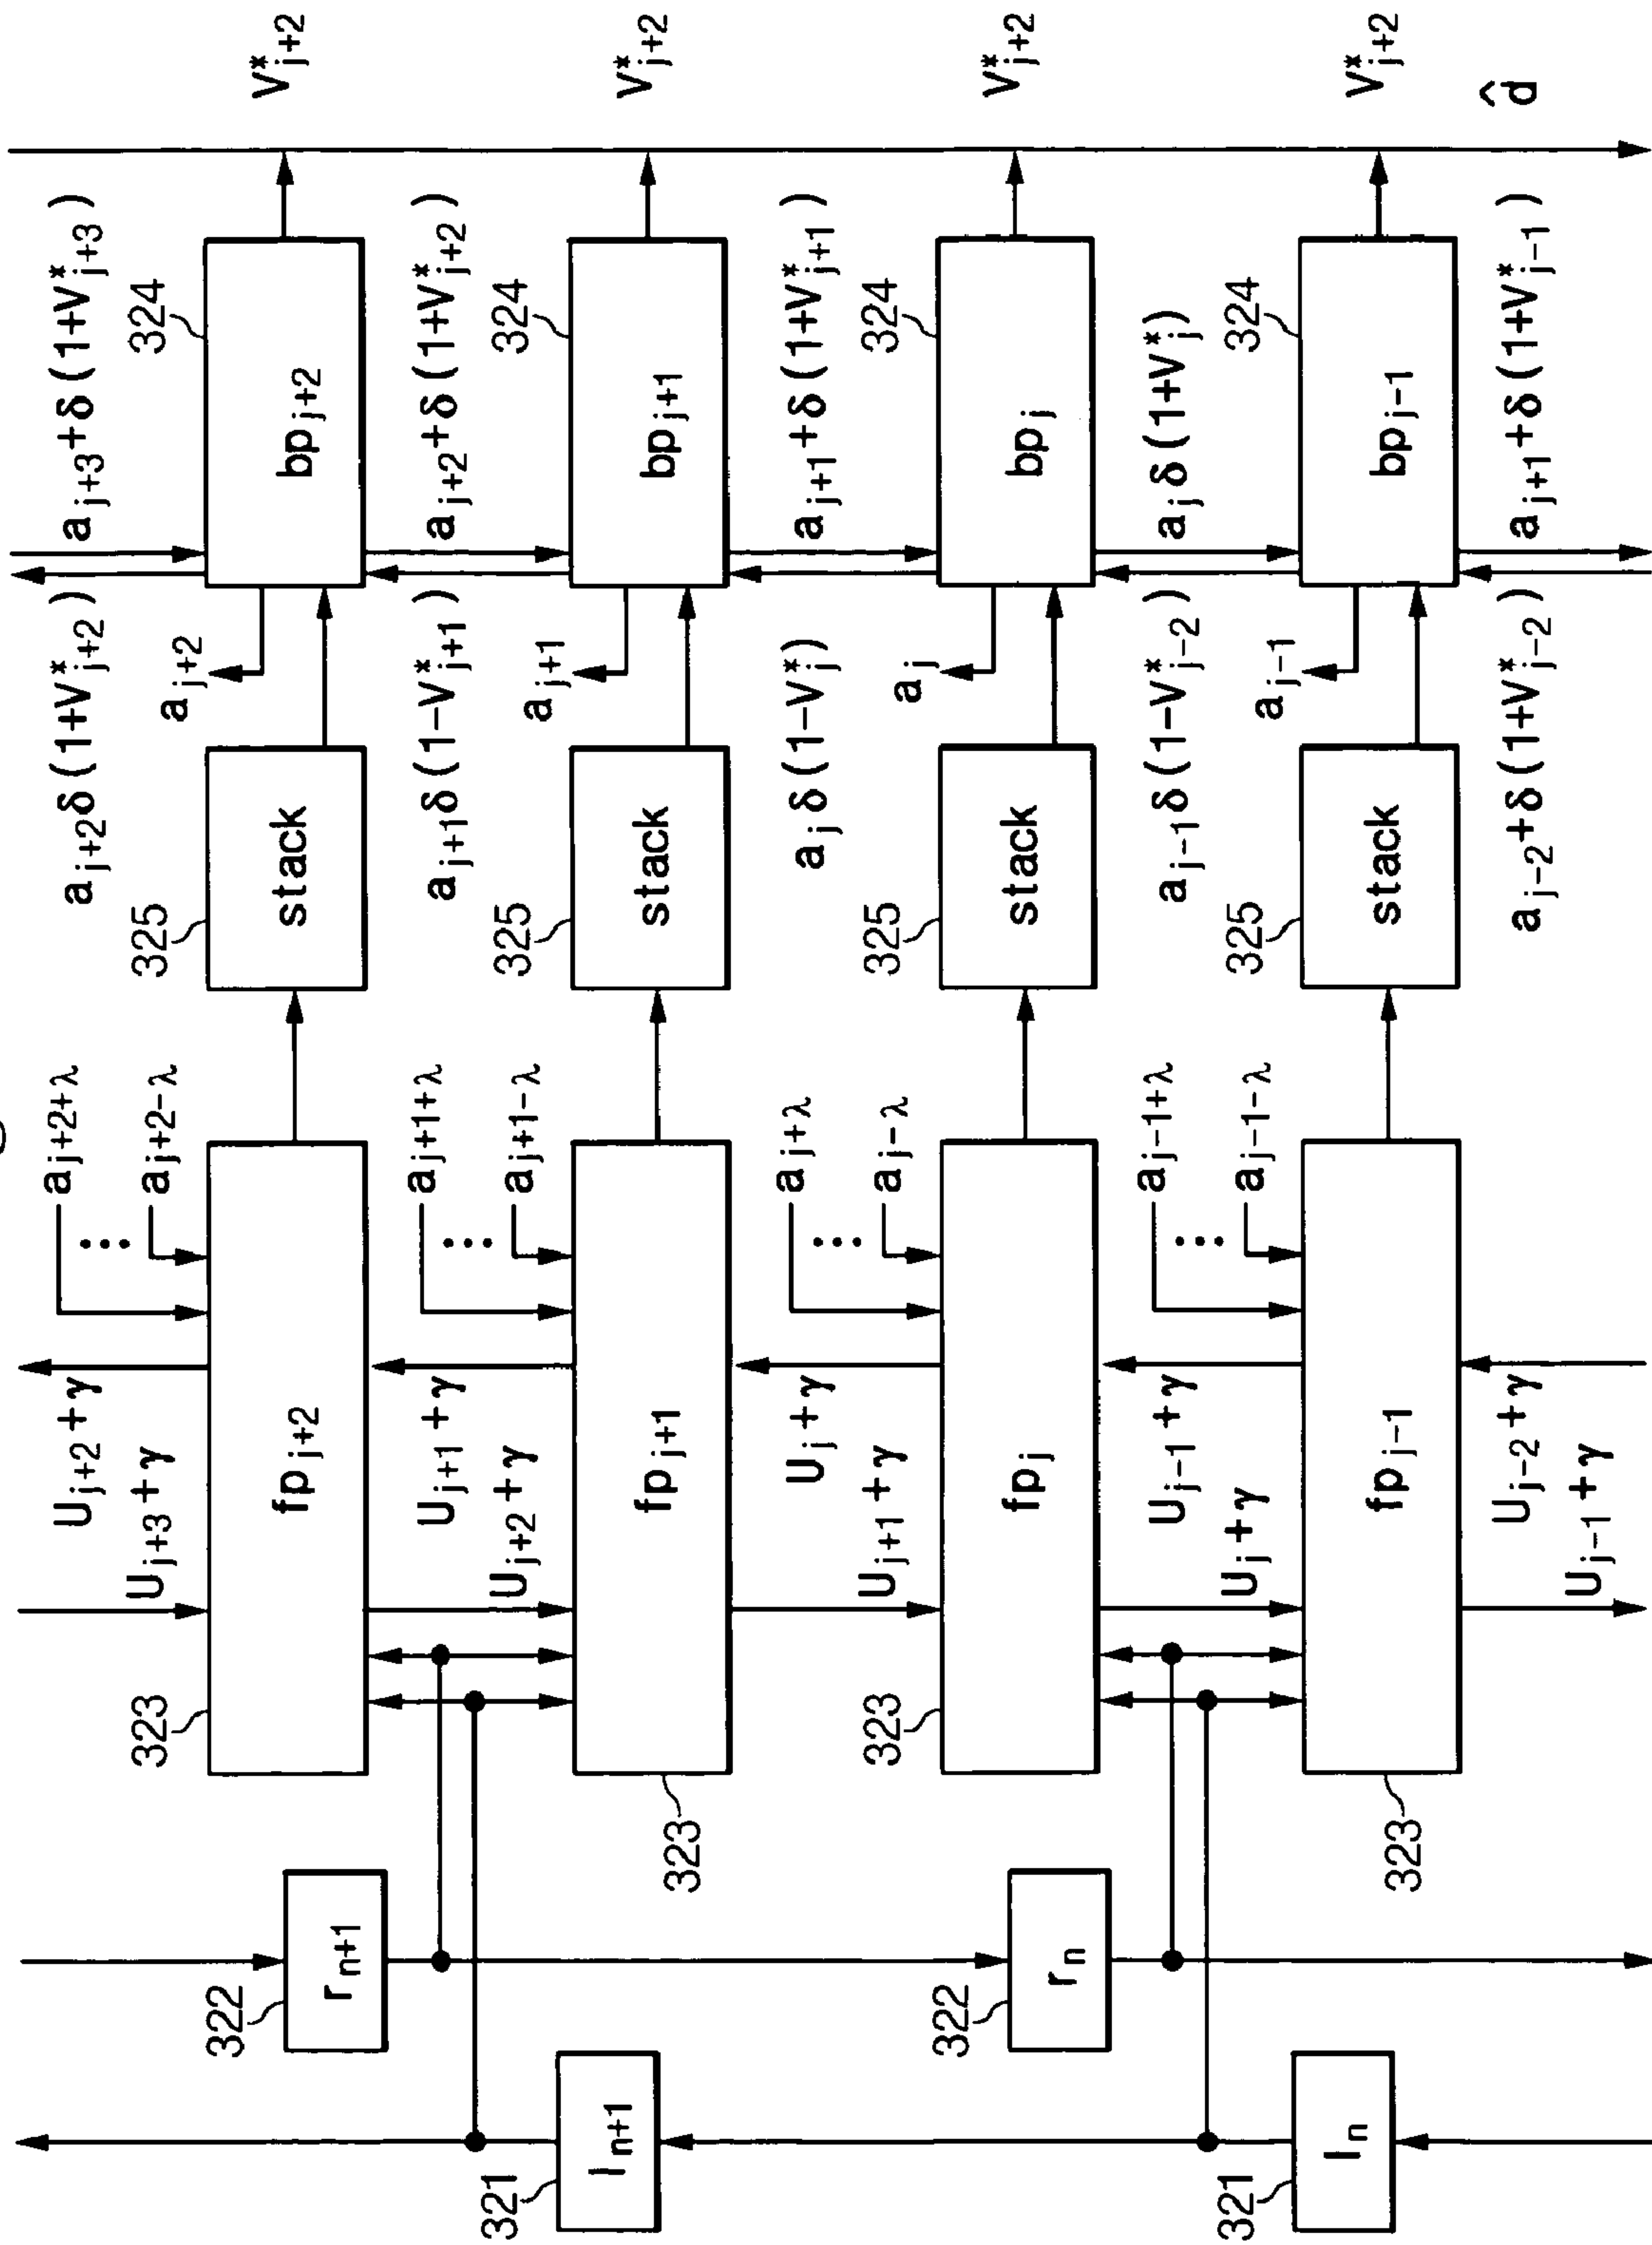 V*j+2
V*j+2
V*j+2
V*j+2
d̂
aj+3+δ(1+V*j+3)
aj+2+δ(1+V*j+2)
aj+1+δ(1+V*j+1)
ajδ(1+V*j)
aj+1+δ(1+V*j-1)
324
324
324
324
bpj+2
bpj+1
bpj
bpj-1
aj+2δ(1+V*j+2)
aj+1δ(1-V*j+1)
ajδ(1-V*j)
aj-1δ(1-V*j-2)
aj-2+δ(1+V*j-2)
aj+2
aj+1
aj
aj-1
325
325
325
325
stack
stack
stack
stack
aj+2+λ
aj+2-λ
aj+1+λ
aj+1-λ
aj+λ
aj-λ
aj-1+λ
aj-1-λ
⋮
⋮
⋮
⋮
Uj+2+γ
Uj+3+γ
Uj+1+γ
Uj+2+γ
Uj+γ
Uj+1+γ
Uj-1+γ
Uj+γ
Uj-2+γ
Uj-1+γ
fpj+2
fpj+1
fpj
fpj-1
323
323
323
323
322
rn+1
322
rn
321
ln+1
321
ln